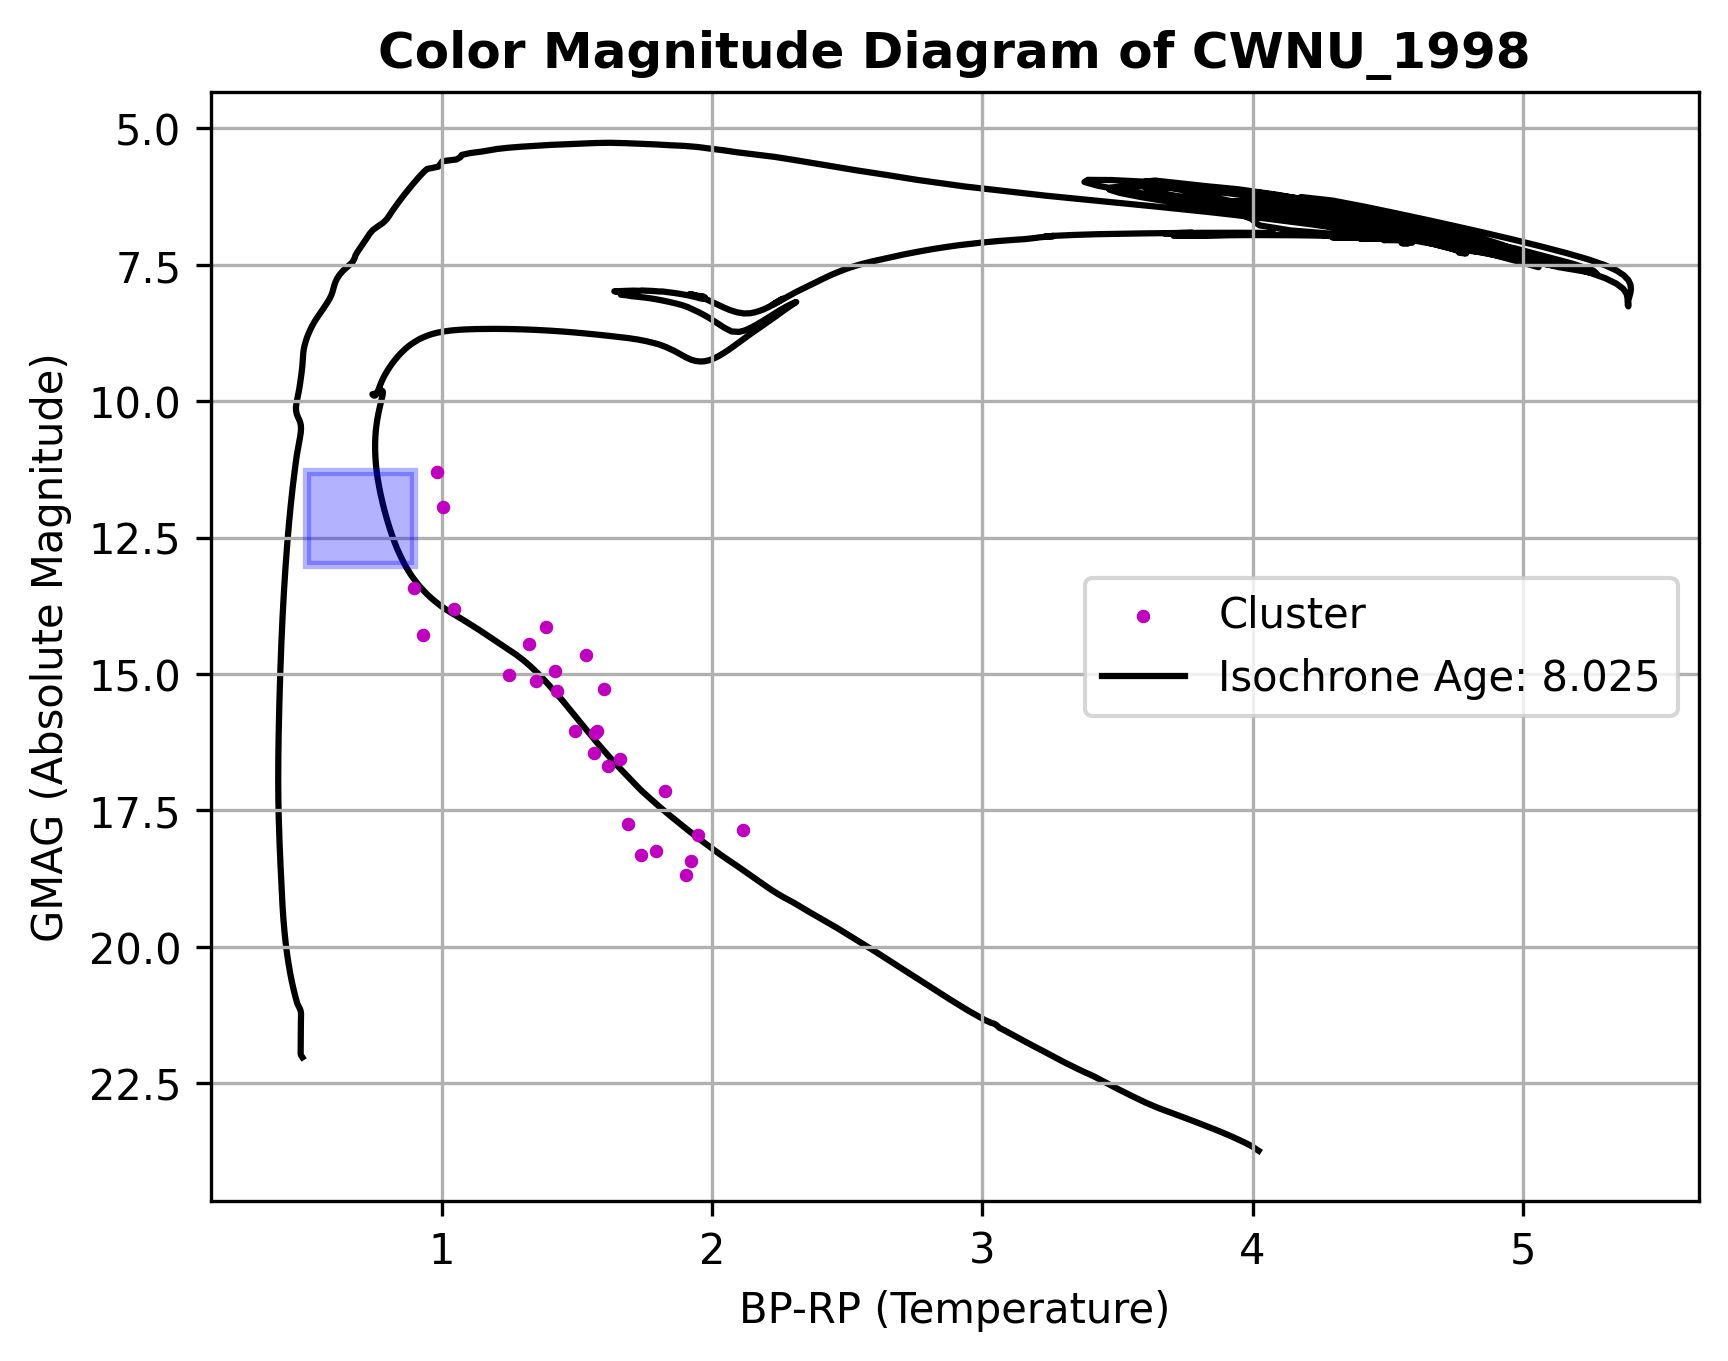 Color Magnitude Diagram of CWNU_1998
GMAG (Absolute Magnitude)
5.0
7.5
10.0
12.5
15.0
17.5
20.0
22.5
Cluster
Isochrone Age: 8.025
1 2 3 4 5
BP-RP (Temperature)